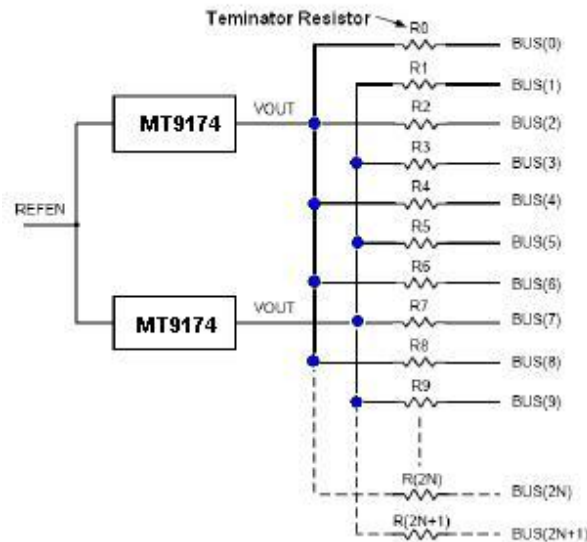 Teminator Resistor
R0 BUS(0)
R1 BUS(1)
MT9174 VOUT R2 BUS(2)
R3 BUS(3)
R4 BUS(4)
REFEN
R5 BUS(5)
R6 BUS(6)
MT9174 VOUT R7 BUS(7)
R8 BUS(8)
R9 BUS(9)
R(2N) BUS(2N)
R(2N+1) BUS(2N+1)